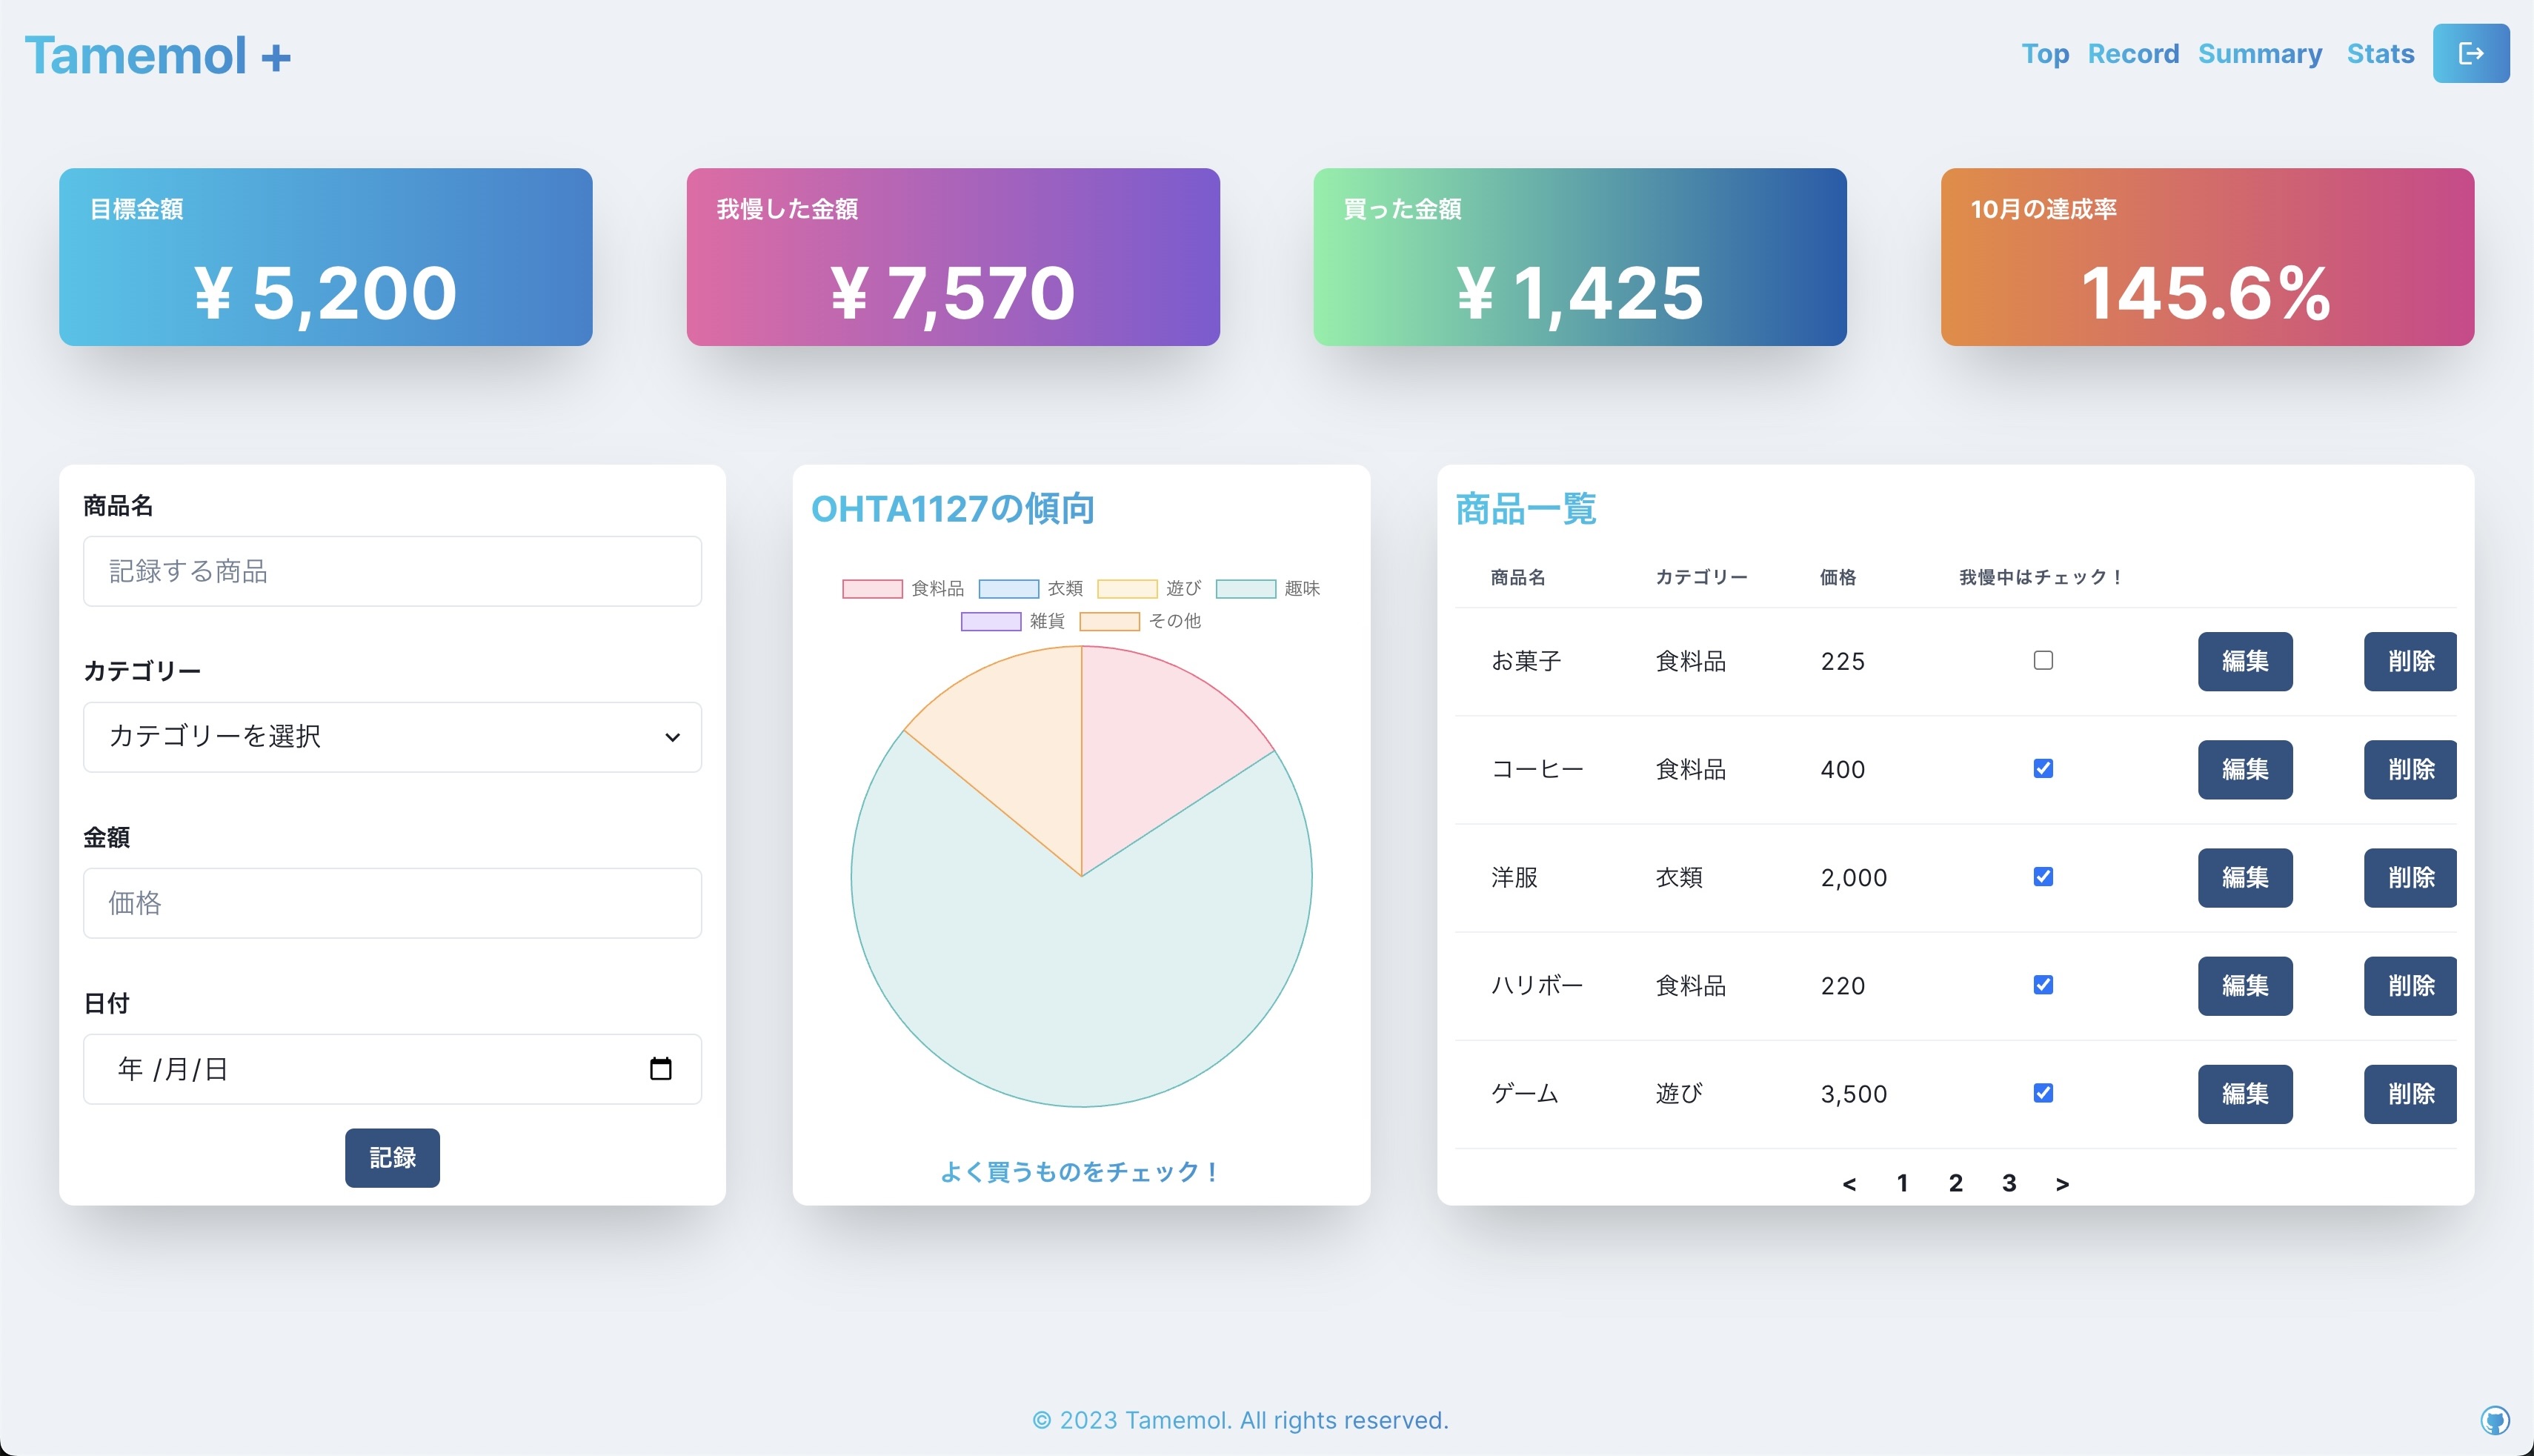 Tamemol +
Top Record Summary Stats
目標金額
¥ 5,200
我慢した金額
¥ 7,570
買った金額
¥ 1,425
10月の達成率
145.6%
商品名
記録する商品
カテゴリー
カテゴリーを選択
金額
価格
日付
年 /月/日
記録
OHTA1127の傾向
食料品 衣類 遊び 趣味
雑貨 その他
よく買うものをチェック！
商品一覧
商品名 カテゴリー 価格 我慢中はチェック！
お菓子 食料品 225 編集 削除
コーヒー 食料品 400 編集 削除
洋服 衣類 2,000 編集 削除
ハリボー 食料品 220 編集 削除
ゲーム 遊び 3,500 編集 削除
< 1 2 3 >
© 2023 Tamemol. All rights reserved.